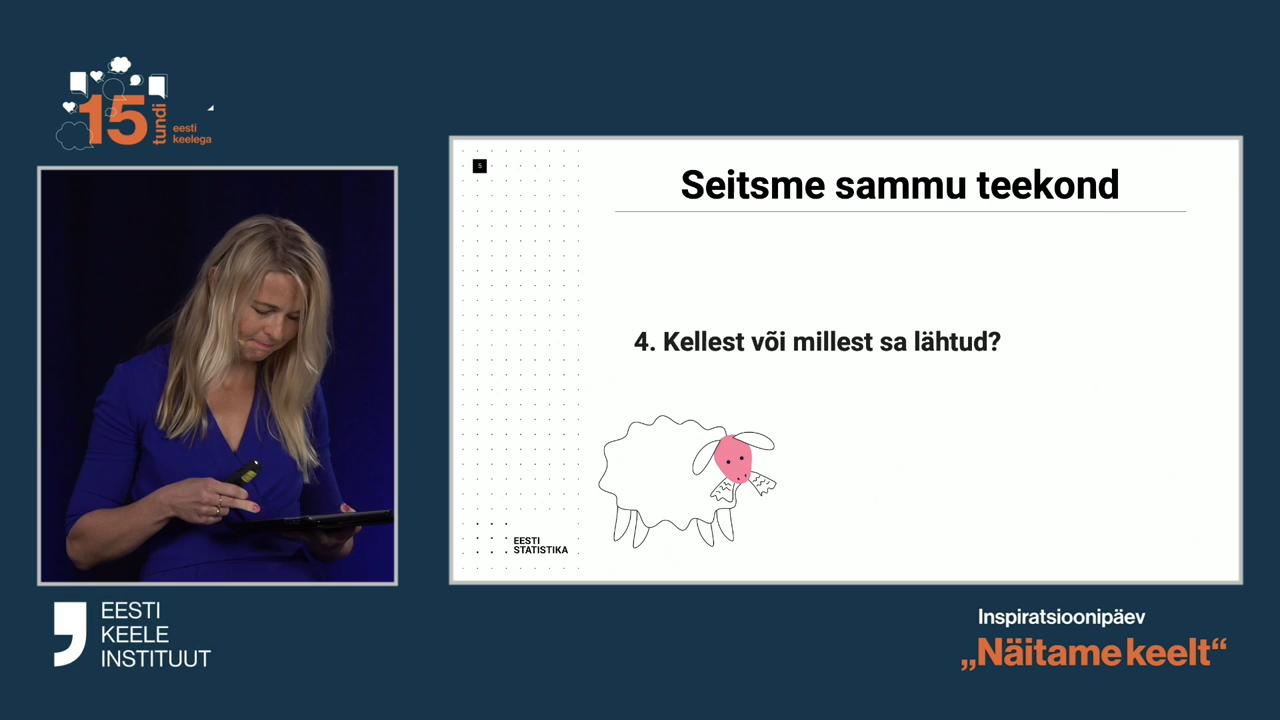 15
tundi
eesti
keelega
5
Seitsme sammu teekond
4. Kellest või millest sa lähtud?
EESTI
STATISTIKA
EESTI
KEELE
INSTITUUT
Inspiratsioonipäev
„Näitame keelt“